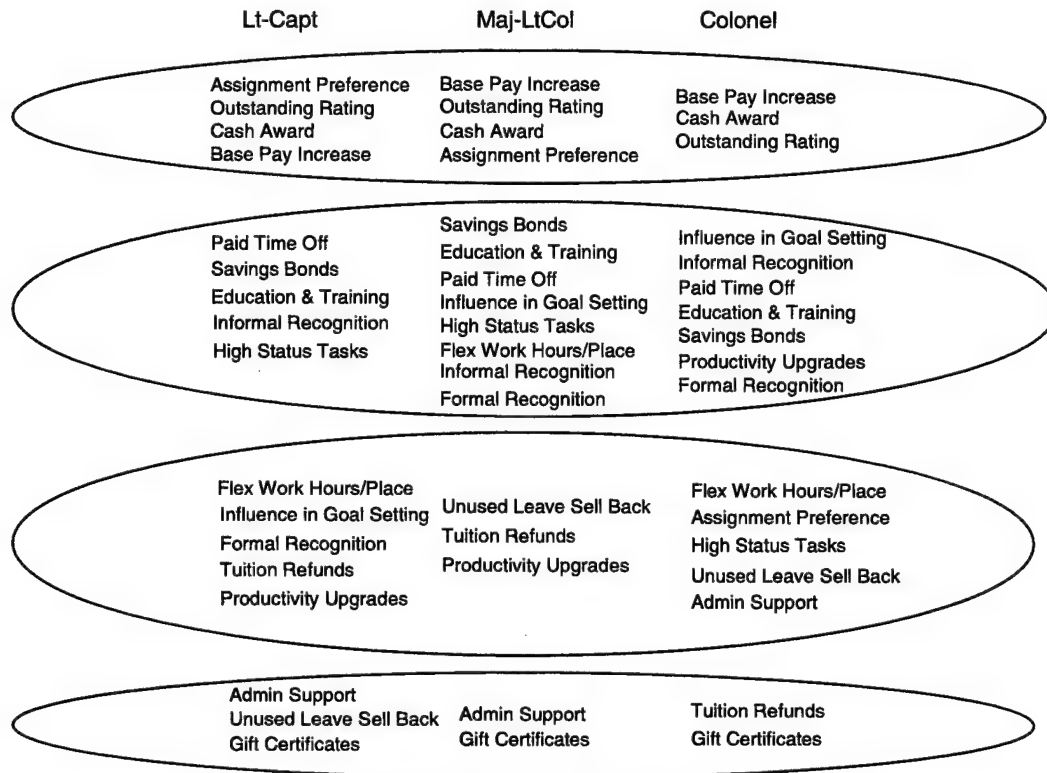 Lt-Capt
Maj-LtCol
Colonel
Assignment Preference
Outstanding Rating
Cash Award
Base Pay Increase
Base Pay Increase
Outstanding Rating
Cash Award
Assignment Preference
Base Pay Increase
Cash Award
Outstanding Rating
Paid Time Off
Savings Bonds
Education & Training
Informal Recognition
High Status Tasks
Savings Bonds
Education & Training
Paid Time Off
Influence in Goal Setting
High Status Tasks
Flex Work Hours/Place
Informal Recognition
Formal Recognition
Influence in Goal Setting
Informal Recognition
Paid Time Off
Education & Training
Savings Bonds
Productivity Upgrades
Formal Recognition
Flex Work Hours/Place
Influence in Goal Setting
Formal Recognition
Tuition Refunds
Productivity Upgrades
Unused Leave Sell Back
Tuition Refunds
Productivity Upgrades
Flex Work Hours/Place
Assignment Preference
High Status Tasks
Unused Leave Sell Back
Admin Support
Admin Support
Unused Leave Sell Back
Gift Certificates
Admin Support
Gift Certificates
Tuition Refunds
Gift Certificates